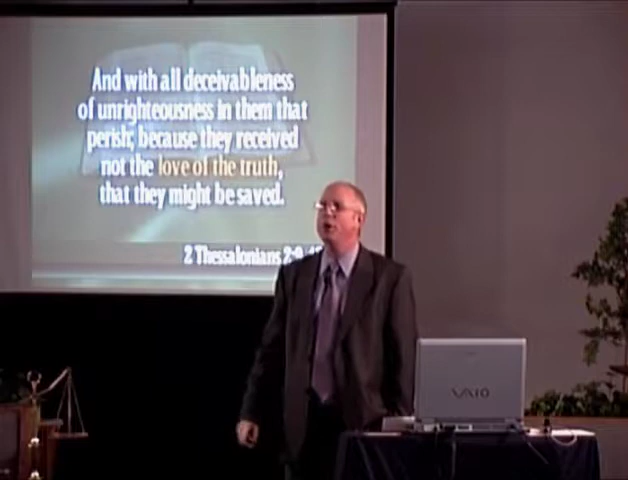 And with all deceivableness
of unrighteousness in them that
perish; because they received
not the love of the truth,
that they might be saved.
2 Thessalonians
VAIO